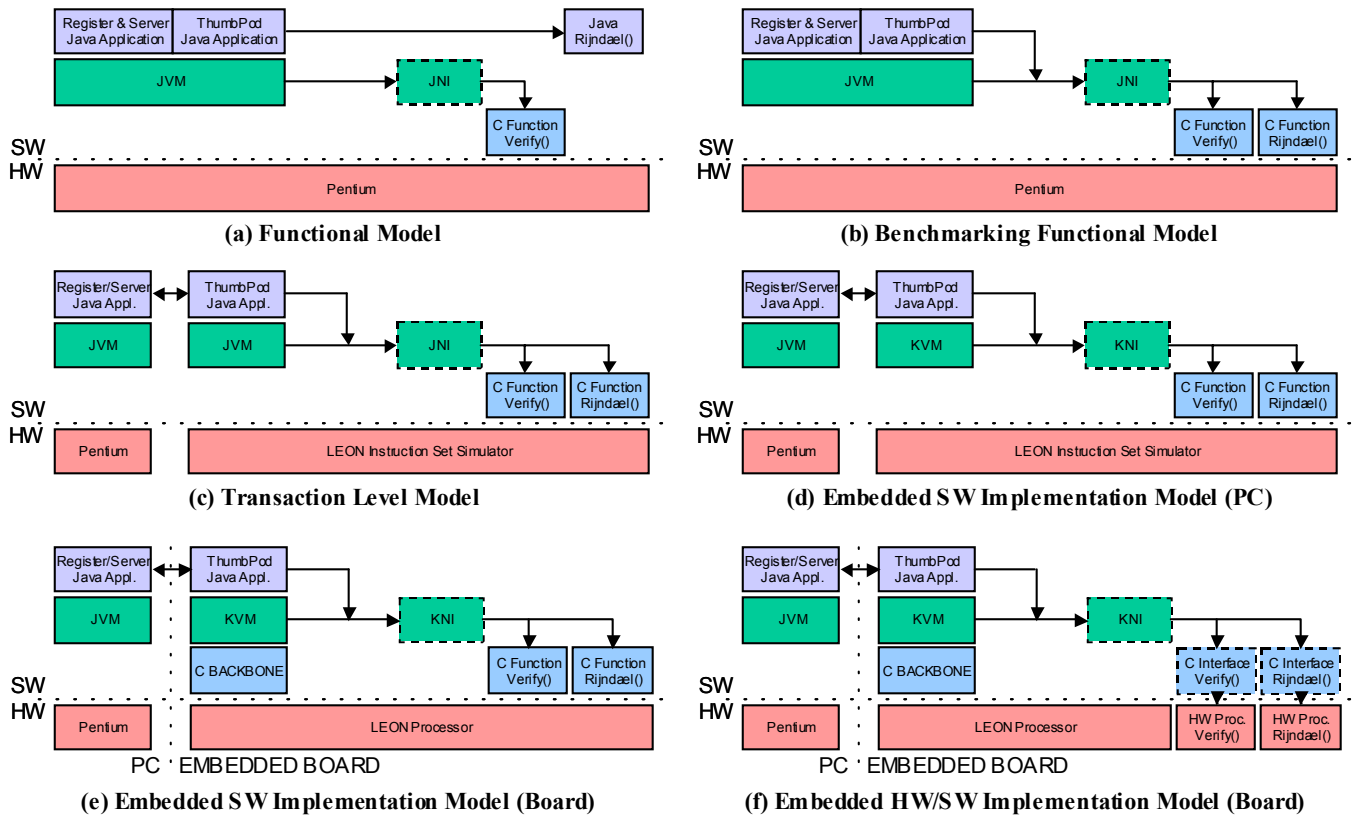 Register & Server
Java Application
ThumbPod
Java Application
Java
Rijndael()
JVM
JNI
C Function
Verify()
SW
HW
Pentium
(a) Functional Model
Register & Server
Java Application
ThumbPod
Java Application
JVM
JNI
C Function
Verify()
C Function
Rijndael()
SW
HW
Pentium
(b) Benchmarking Functional Model
Register/Server
Java Appl.
ThumbPod
Java Appl.
JVM
JVM
JNI
C Function
Verify()
C Function
Rijndael()
SW
HW
Pentium
LEON Instruction Set Simulator
(c) Transaction Level Model
Register/Server
Java Appl.
ThumbPod
Java Appl.
JVM
KVM
KNI
C Function
Verify()
C Function
Rijndael()
SW
HW
Pentium
LEON Instruction Set Simulator
(d) Embedded SW Implementation Model (PC)
Register/Server
Java Appl.
ThumbPod
Java Appl.
JVM
KVM
KNI
C BACKBONE
C Function
Verify()
C Function
Rijndael()
SW
HW
Pentium
LEON Processor
PC
EMBEDDED BOARD
(e) Embedded SW Implementation Model (Board)
Register/Server
Java Appl.
ThumbPod
Java Appl.
JVM
KVM
KNI
C BACKBONE
C Interface
Verify()
C Interface
Rijndael()
SW
HW
Pentium
LEON Processor
HW Proc.
Verify()
HW Proc.
Rijndael()
PC
EMBEDDED BOARD
(f) Embedded HW/SW Implementation Model (Board)